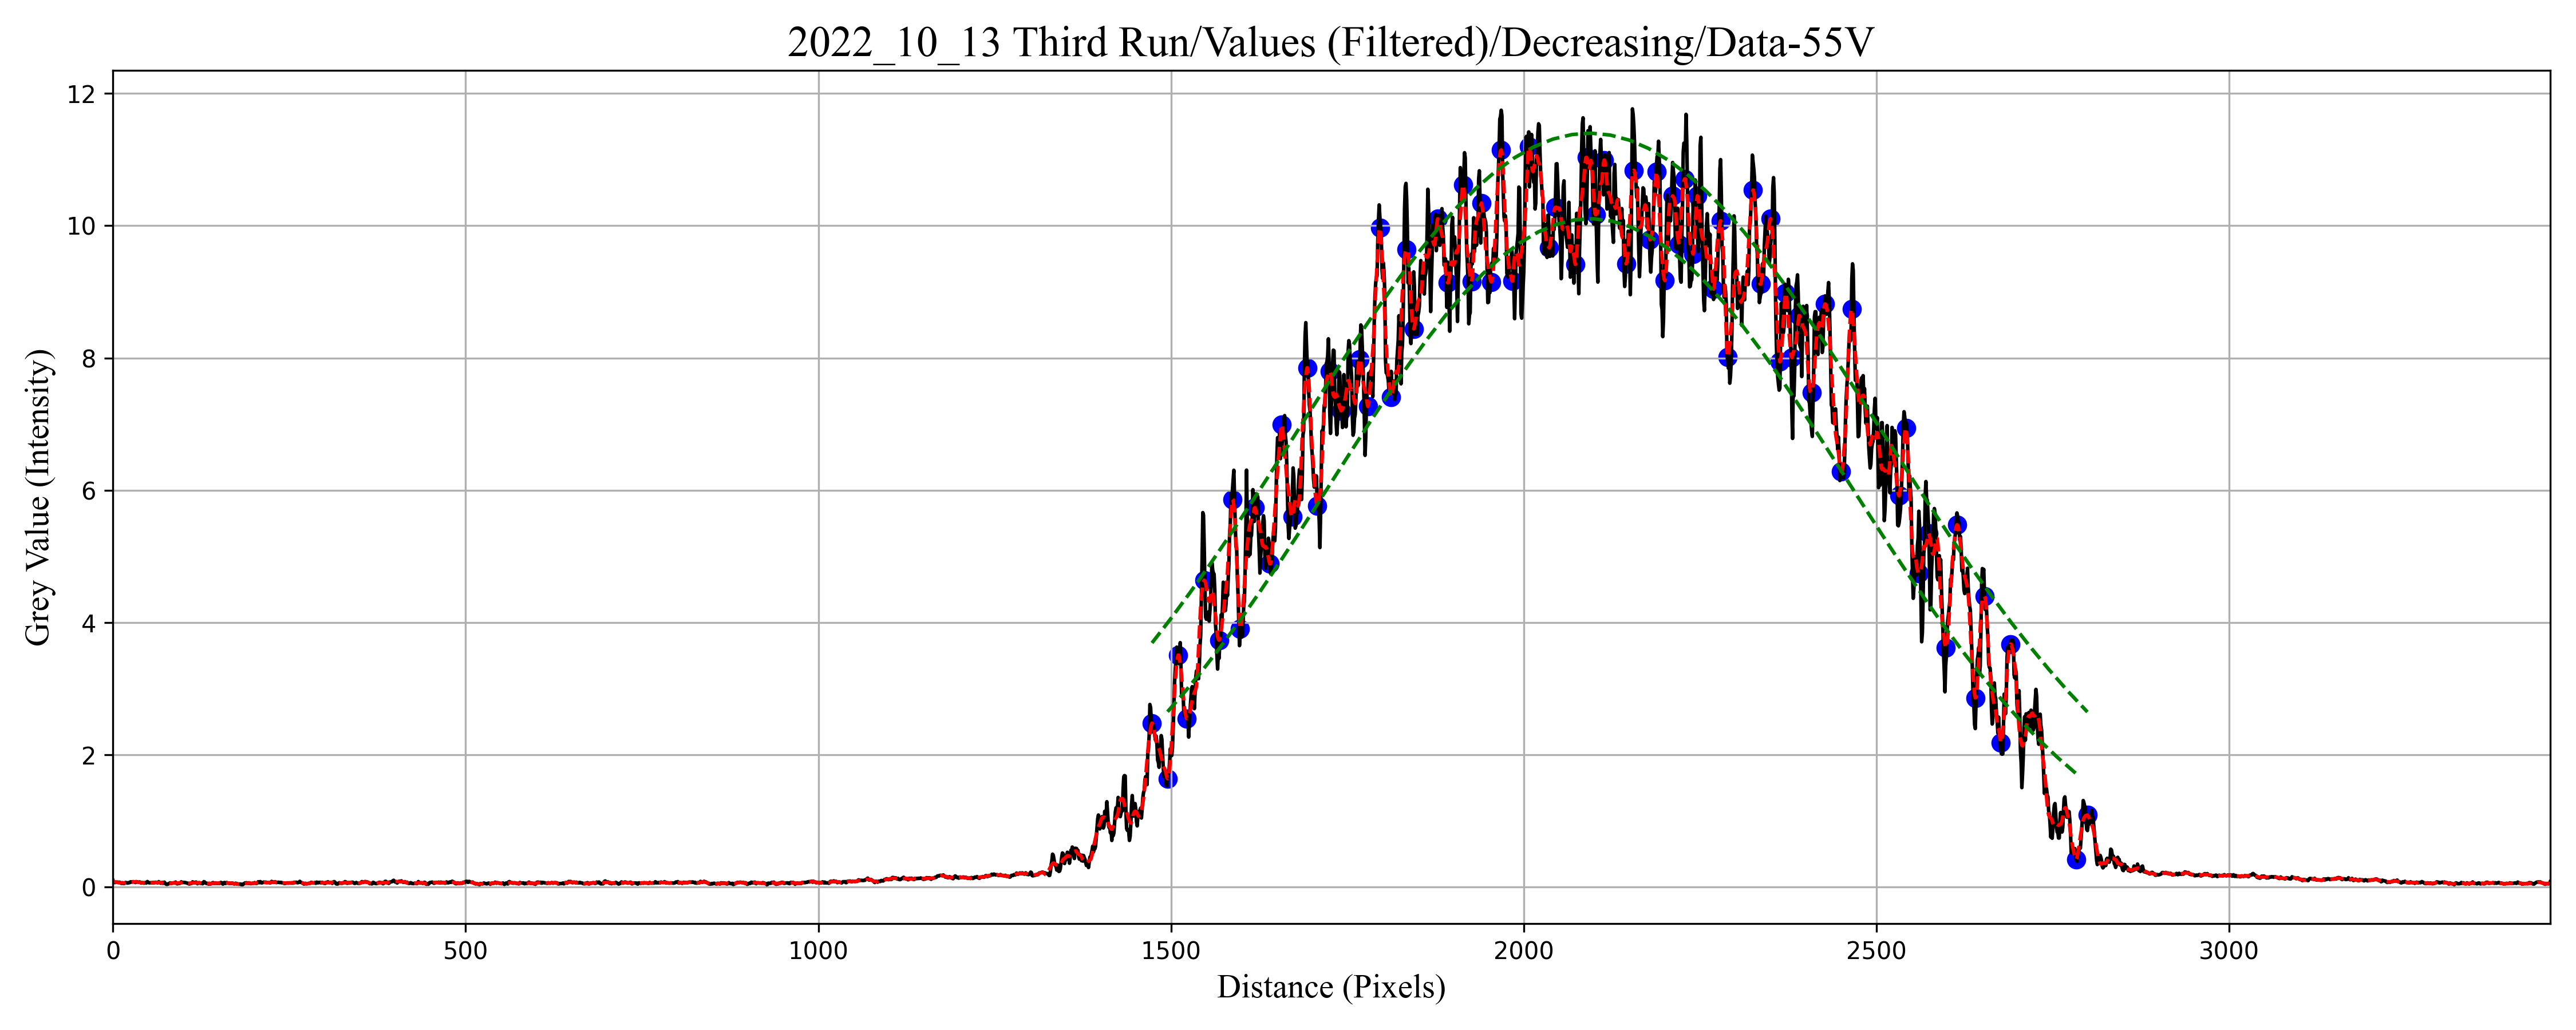 2022_10_13 Third Run/Values (Filtered)/Decreasing/Data-55V
12
10
8
6
4
2
0
Grey Value (Intensity)
0 500 1000 1500 2000 2500 3000
Distance (Pixels)